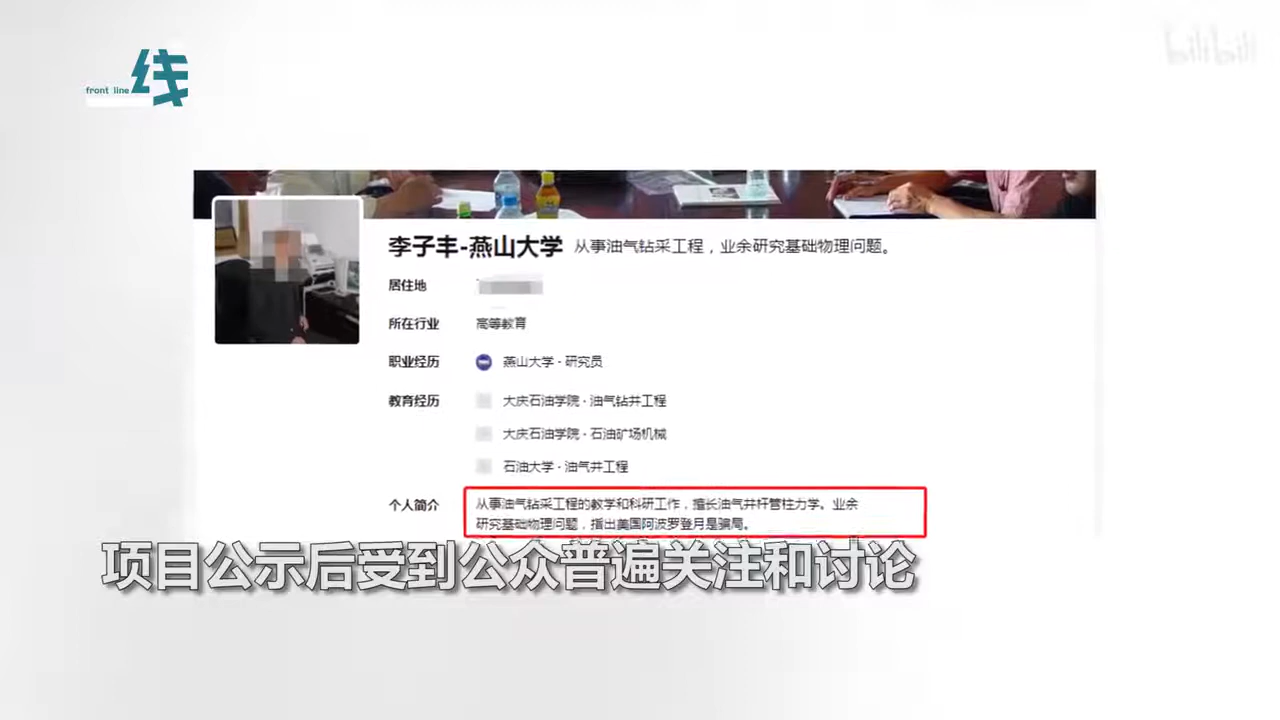 front line
线
bilibili
李子丰-燕山大学 从事油气钻采工程，业余研究基础物理问题。
居住地
所在行业 高等教育
职业经历 燕山大学 · 研究员
教育经历 大庆石油学院 · 油气钻井工程
大庆石油学院 · 石油矿场机械
石油大学 · 油气井工程
个人简介 从事油气钻采工程的教学和科研工作，擅长油气井杆管柱力学。业余
研究基础物理问题，指出美国阿波罗登月是骗局。
项目公示后受到公众普遍关注和讨论